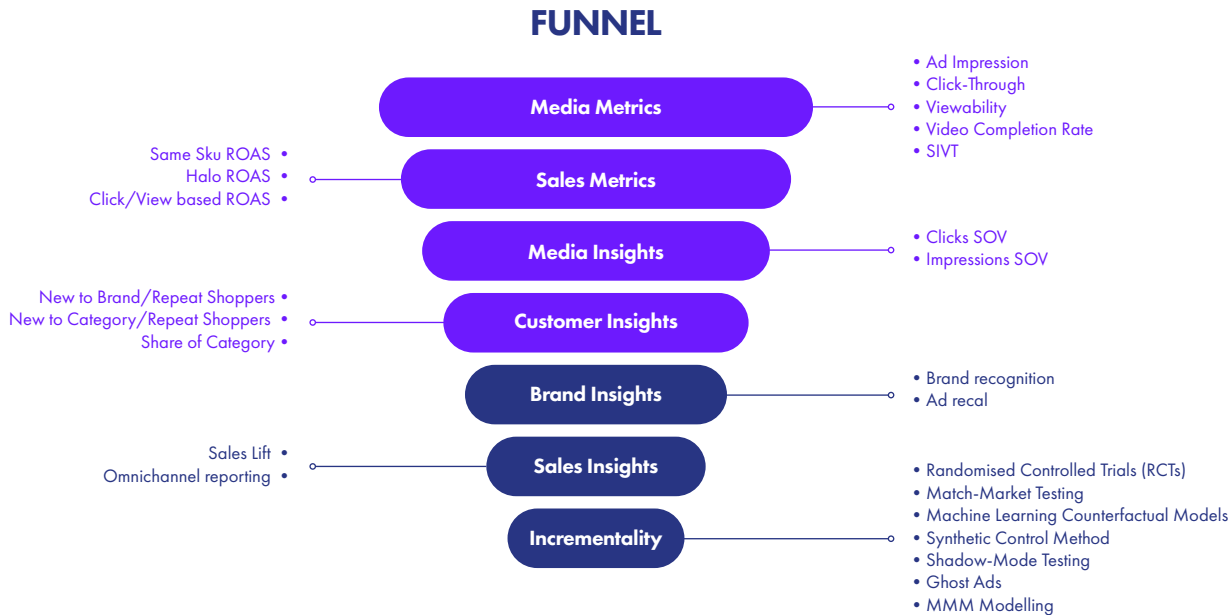 FUNNEL
Media Metrics
• Ad Impression
• Click-Through
• Viewability
• Video Completion Rate
• SIVT
Same Sku ROAS •
Halo ROAS •
Click/View based ROAS •
Sales Metrics
Media Insights
• Clicks SOV
• Impressions SOV
New to Brand/Repeat Shoppers •
New to Category/Repeat Shoppers •
Share of Category •
Customer Insights
Brand Insights
• Brand recognition
• Ad recal
Sales Lift •
Omnichannel reporting •
Sales Insights
Incrementality
• Randomised Controlled Trials (RCTs)
• Match-Market Testing
• Machine Learning Counterfactual Models
• Synthetic Control Method
• Shadow-Mode Testing
• Ghost Ads
• MMM Modelling